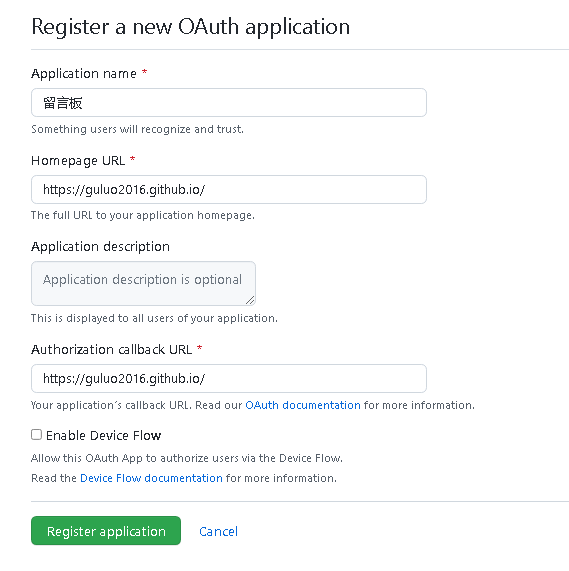 Register a new OAuth application
Application name *
留言板
Something users will recognize and trust.
Homepage URL *
https://guluo2016.github.io/
The full URL to your application homepage.
Application description
Application description is optional
This is displayed to all users of your application.
Authorization callback URL *
https://guluo2016.github.io/
Your application's callback URL. Read our OAuth documentation for more information.
Enable Device Flow
Allow this OAuth App to authorize users via the Device Flow.
Read the Device Flow documentation for more information.
Register application Cancel